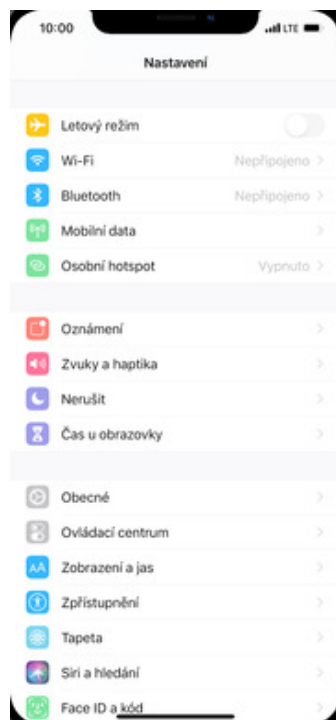 10:00 LTE
Nastavení
Letový režim
Wi-Fi Nepřipojeno
Bluetooth Nepřipojeno
Mobilní data
Osobní hotspot Vypnuto
Oznámení
Zvuky a haptika
Nerušit
Čas u obrazovky
Obecné
Ovládací centrum
AA Zobrazení a jas
Zpřístupnění
Tapeta
Siri a hledání
Face ID a kód